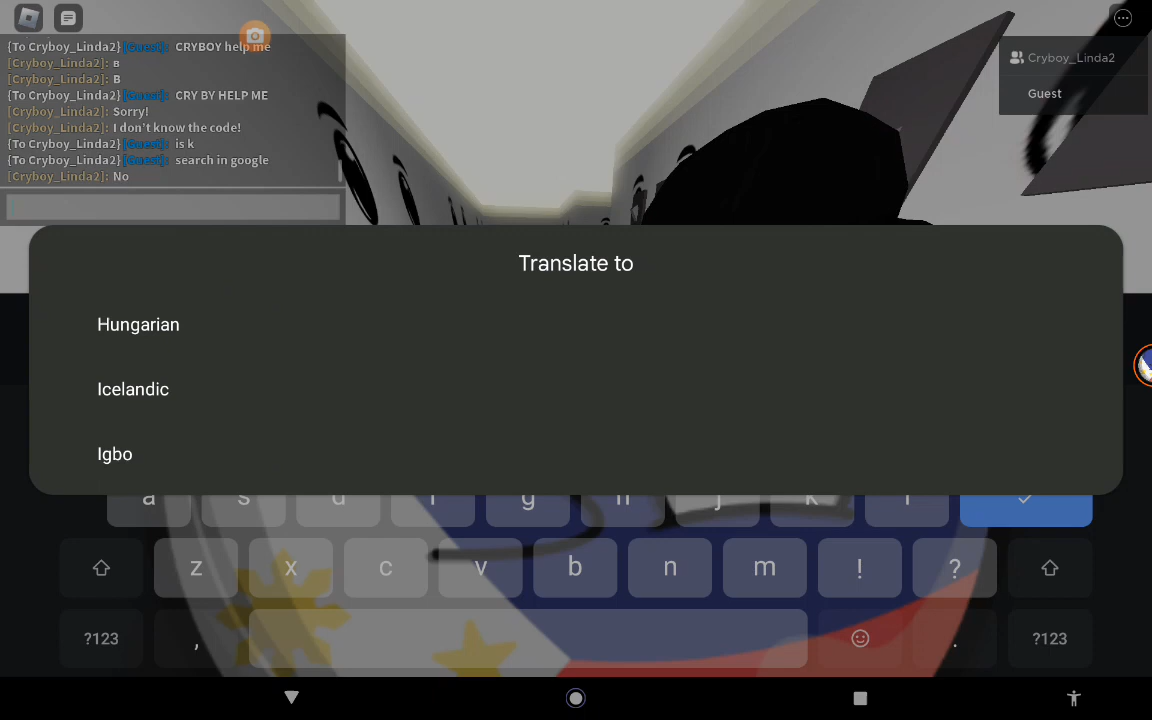 {To Cryboy_Linda2} [Guest]: CRYBOY help me
[Cryboy_Linda2]: в
[Cryboy_Linda2]: В
{To Cryboy_Linda2} [Guest]: CRY BY HELP ME
[Cryboy_Linda2]: Sorry!
[Cryboy_Linda2]: I don't know the code!
{To Cryboy_Linda2} [Guest]: is k
{To Cryboy_Linda2} [Guest]: search in google
[Cryboy_Linda2]: No
Cryboy_Linda2
Guest
Translate to
Hungarian
Icelandic
Igbo
a s d f g h j k l
z x c v b n m ! ?
?123 , . ?123